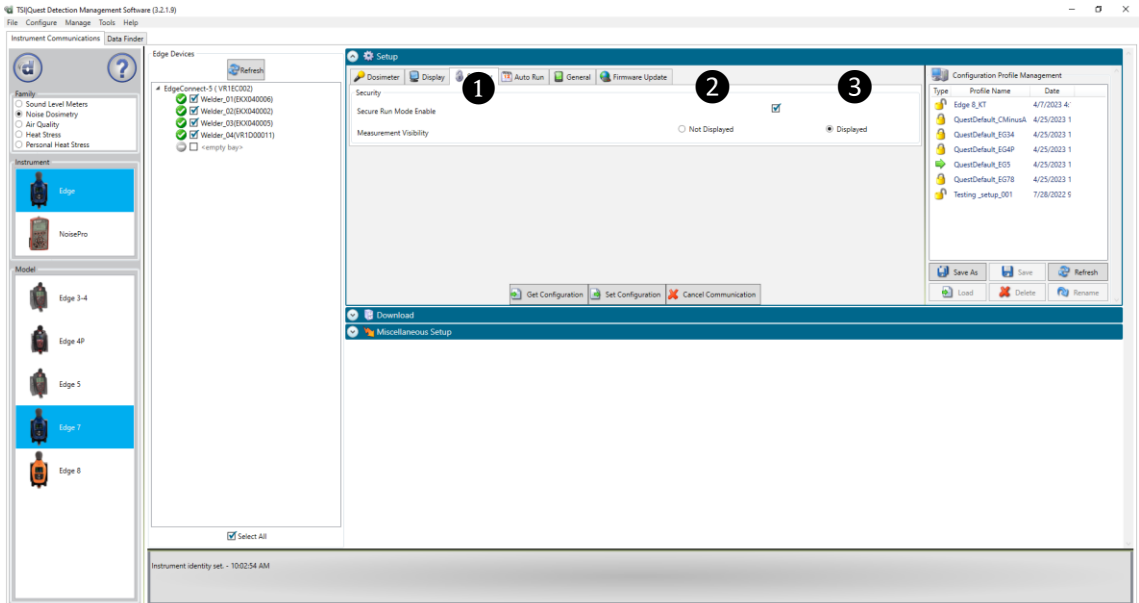 TSI|Quest Detection Management Software (3.2.1.9)
File Configure Manage Tools Help
Instrument Communications Data Finder
Family
Sound Level Meters
Noise Dosimetry
Air Quality
Heat Stress
Personal Heat Stress
Instrument
Edge
NoisePro
Model
Edge 3-4
Edge 4P
Edge 5
Edge 7
Edge 8
Edge Devices
Refresh
EdgeConnect-5 ( VR1EC002)
Welder_01(EKX040006)
Welder_02(EKX040002)
Welder_03(EKX040005)
Welder_04(VR1D00011)
<empty bay>
Select All
Setup
Dosimeter Display Auto Run General Firmware Update
1 2 3
Security
Secure Run Mode Enable
Measurement Visibility Not Displayed Displayed
Get Configuration Set Configuration Cancel Communication
Configuration Profile Management
Type Profile Name Date
Edge 8_KT 4/7/2023 4:
QuestDefault_CMinusA 4/25/2023 1
QuestDefault_EG34 4/25/2023 1
QuestDefault_EG4P 4/25/2023 1
QuestDefault_EG5 4/25/2023 1
QuestDefault_EG78 4/25/2023 1
Testing _setup_001 7/28/2022 9
Save As Save Refresh
Load Delete Rename
Download
Miscellaneous Setup
Instrument identity set. - 10:02:54 AM